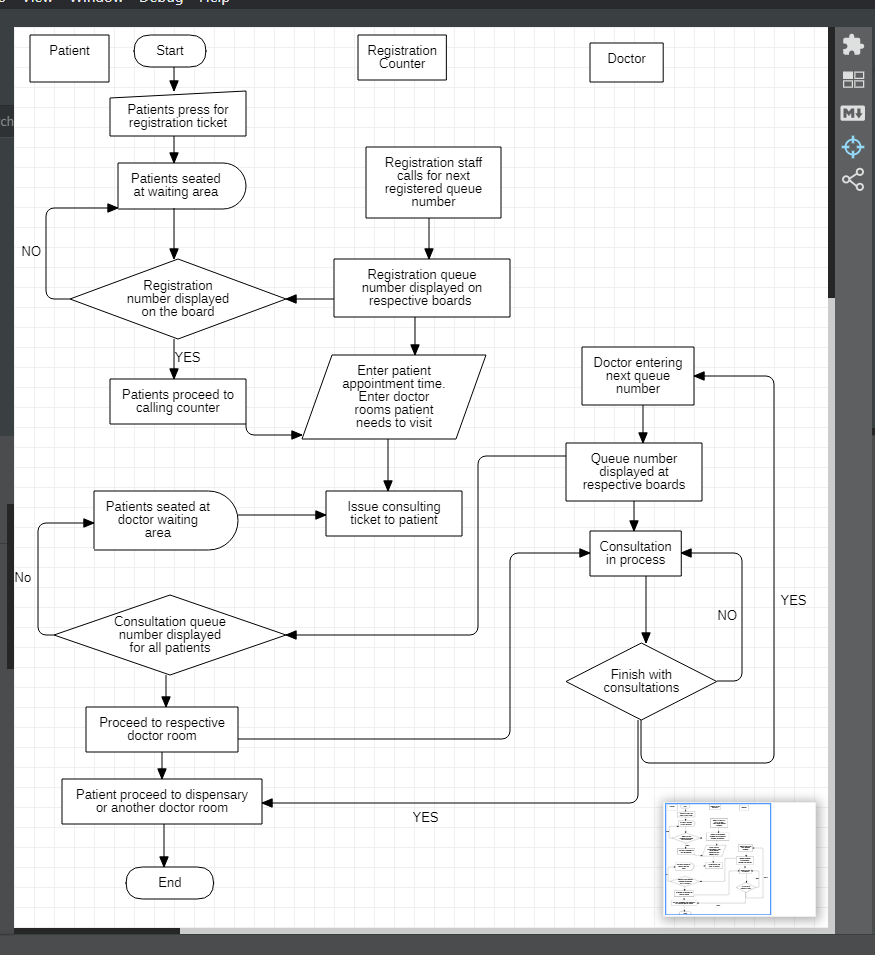 View Window Debug Help
rch
Patient
Start
Registration
Counter
Doctor
Patients press for
registration ticket
Patients seated
at waiting area
Registration staff
calls for next
registered queue
number
NO
Registration
number displayed
on the board
Registration queue
number displayed on
respective boards
YES
Patients proceed to
calling counter
Enter patient
appointment time.
Enter doctor
rooms patient
needs to visit
Doctor entering
next queue
number
Queue number
displayed at
respective boards
Patients seated at
doctor waiting
area
Issue consulting
ticket to patient
Consultation
in process
No
YES
NO
Consultation queue
number displayed
for all patients
Finish with
consultations
Proceed to respective
doctor room
Patient proceed to dispensary
or another doctor room
YES
End
M